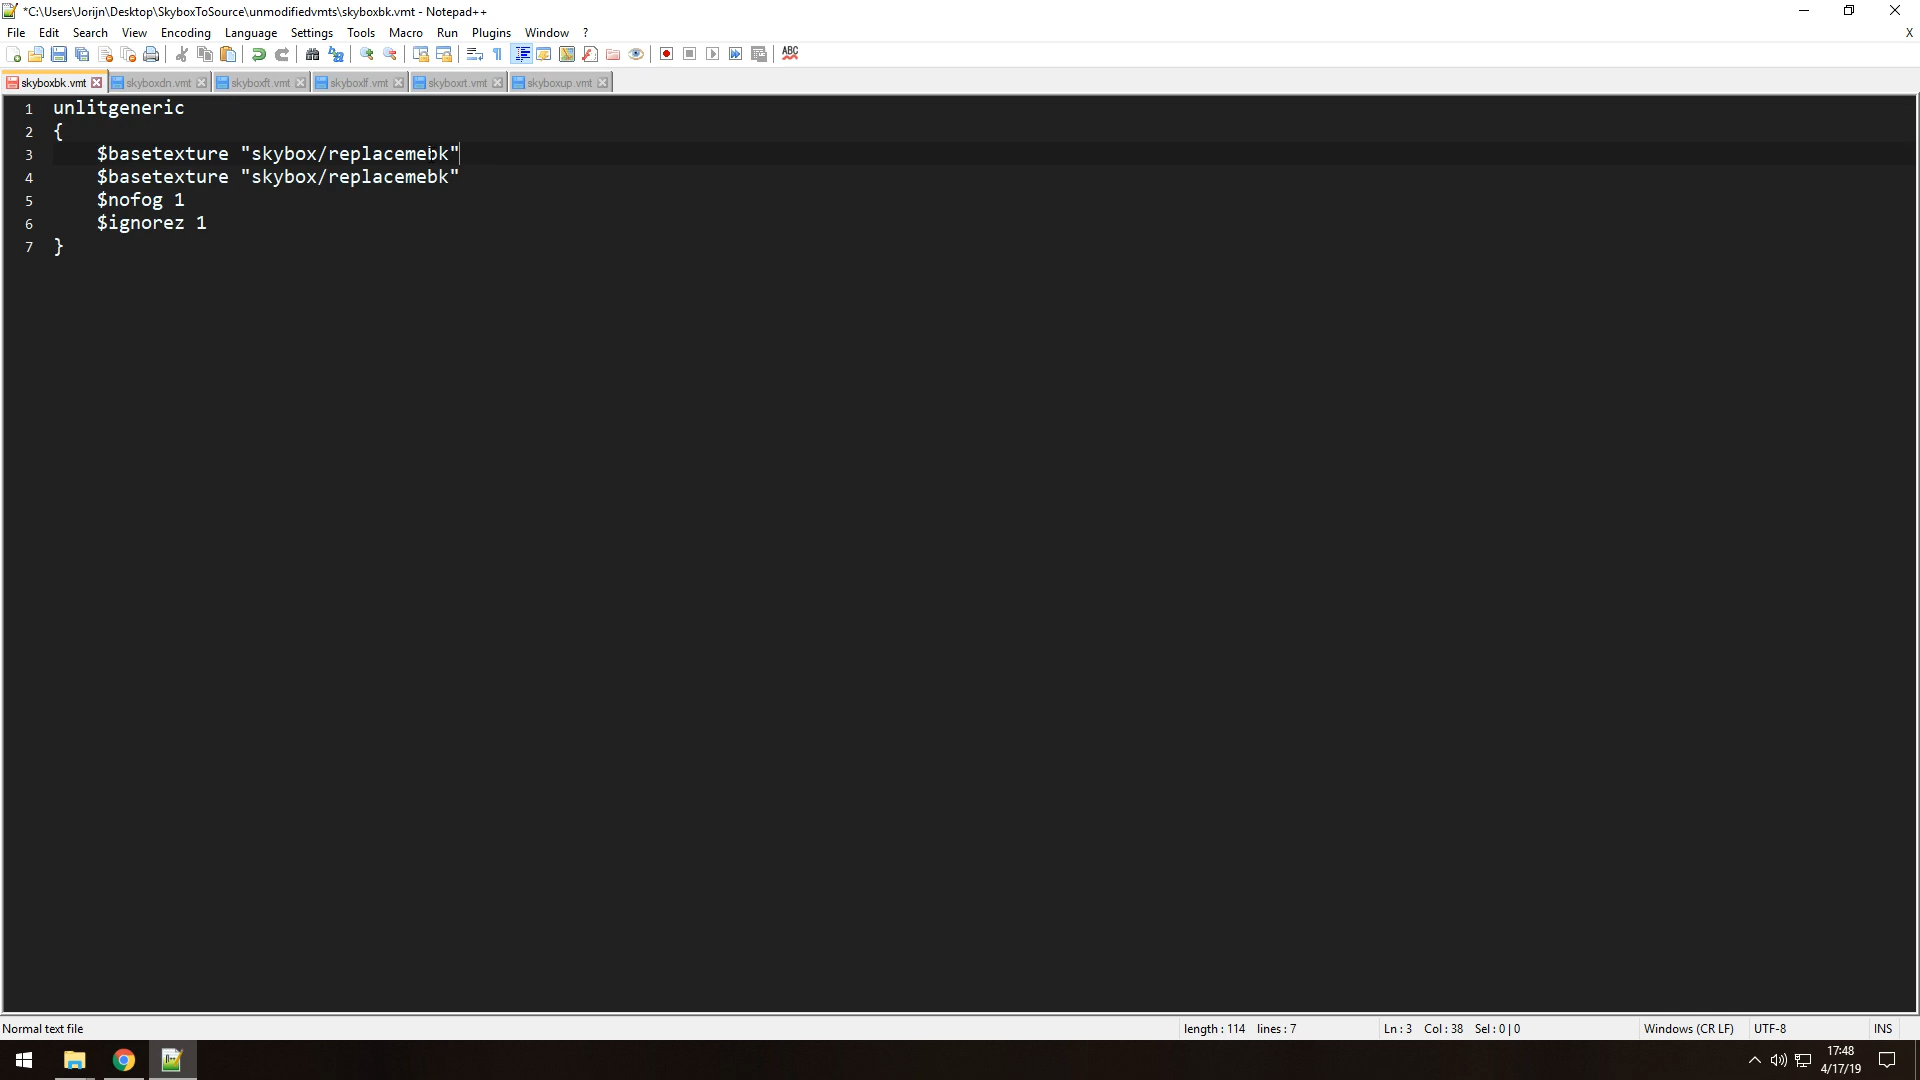 *C:\Users\Jorijn\Desktop\SkyboxToSource\unmodifiedvmts\skyboxbk.vmt - Notepad++
File Edit Search View Encoding Language Settings Tools Macro Run Plugins Window ? X
ABC
skyboxbk.vmt skyboxdn.vmt skyboxft.vmt skyboxlf.vmt skyboxrt.vmt skyboxup.vmt
1 unlitgeneric
2 {
3 $basetexture "skybox/replacemebk"
4 $basetexture "skybox/replacemebk"
5 $nofog 1
6 $ignorez 1
7 }
Normal text file length : 114 lines : 7 Ln : 3 Col : 38 Sel : 0 | 0 Windows (CR LF) UTF-8 INS
17:48
4/17/19